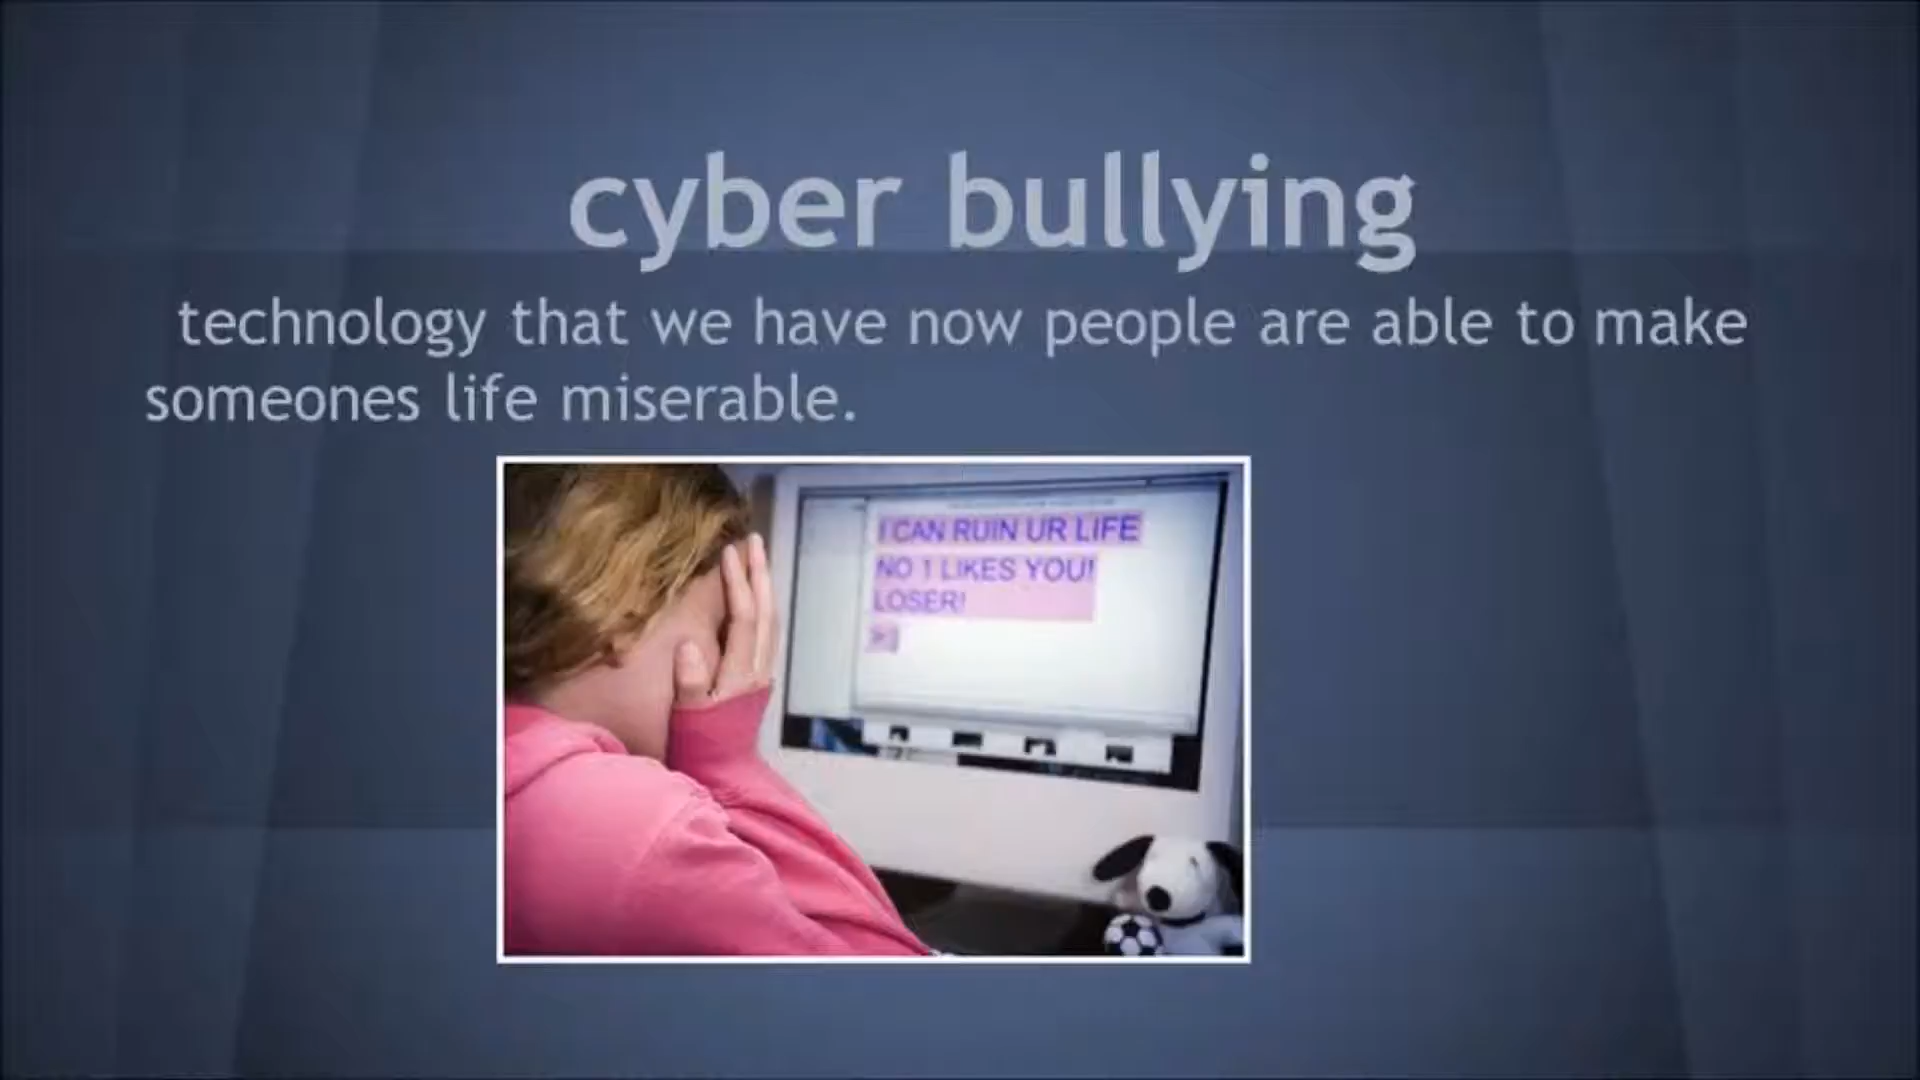 cyber bullying
technology that we have now people are able to make
someones life miserable.
I CAN RUIN UR LIFE
NO 1 LIKES YOU!
LOSER!